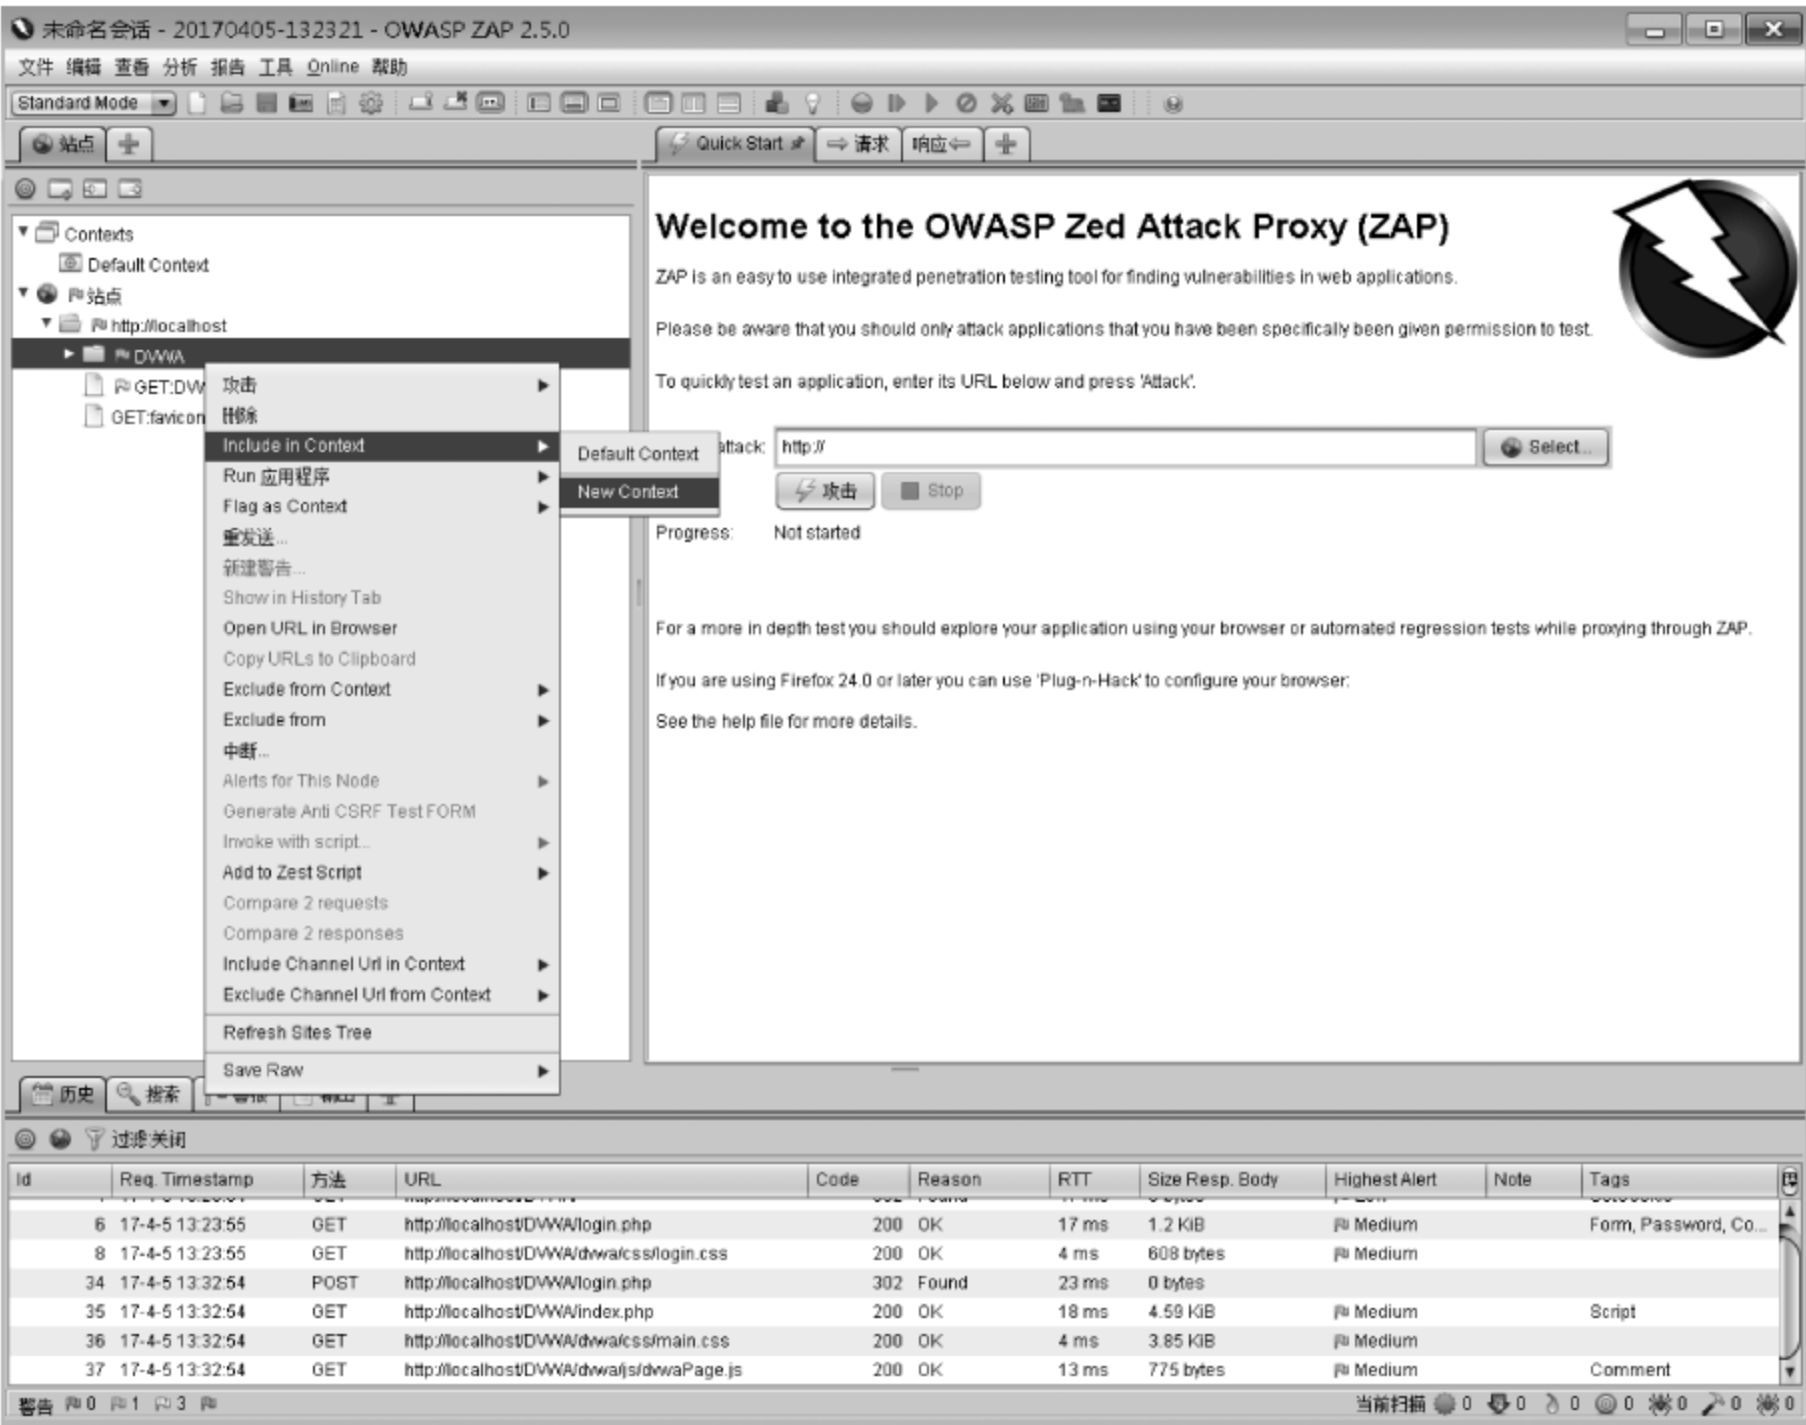 未命名会话 - 20170405-132321 - OWASP ZAP 2.5.0
文件 编辑 查看 分析 报告 工具 Online 帮助
Standard Mode
站点
Quick Start 请求 响应
Contexts
Default Context
站点
http://localhost
DVWA
GET:DW
GET:favicon
攻击
删除
Include in Context
Run 应用程序
Flag as Context
重发送...
新建警告...
Show in History Tab
Open URL in Browser
Copy URLs to Clipboard
Exclude from Context
Exclude from
中断...
Alerts for This Node
Generate Anti CSRF Test FORM
Invoke with script...
Add to Zest Script
Compare 2 requests
Compare 2 responses
Include Channel Url in Context
Exclude Channel Url from Context
Refresh Sites Tree
Save Raw
Default Context
New Context
Welcome to the OWASP Zed Attack Proxy (ZAP)
ZAP is an easy to use integrated penetration testing tool for finding vulnerabilities in web applications.
Please be aware that you should only attack applications that you have been specifically been given permission to test.
To quickly test an application, enter its URL below and press 'Attack'.
attack: http:// Select...
攻击 Stop
Progress: Not started
For a more in depth test you should explore your application using your browser or automated regression tests while proxying through ZAP.
If you are using Firefox 24.0 or later you can use 'Plug-n-Hack' to configure your browser:
See the help file for more details.
历史 搜索
过滤:关闭
Id Req. Timestamp 方法 URL Code Reason RTT Size Resp. Body Highest Alert Note Tags
6 17-4-5 13:23:55 GET http://localhost/DVWA/login.php 200 OK 17 ms 1.2 KiB Medium Form, Password, Co...
8 17-4-5 13:23:55 GET http://localhost/DVWA/dvwa/css/login.css 200 OK 4 ms 608 bytes Medium
34 17-4-5 13:32:54 POST http://localhost/DVWA/login.php 302 Found 23 ms 0 bytes
35 17-4-5 13:32:54 GET http://localhost/DVWA/index.php 200 OK 18 ms 4.59 KiB Medium Script
36 17-4-5 13:32:54 GET http://localhost/DVWA/dvwa/css/main.css 200 OK 4 ms 3.85 KiB Medium
37 17-4-5 13:32:54 GET http://localhost/DVWA/dvwa/js/dvwaPage.js 200 OK 13 ms 775 bytes Medium Comment
警告 0 1 3 当前扫描 0 0 0 0 0 0 0